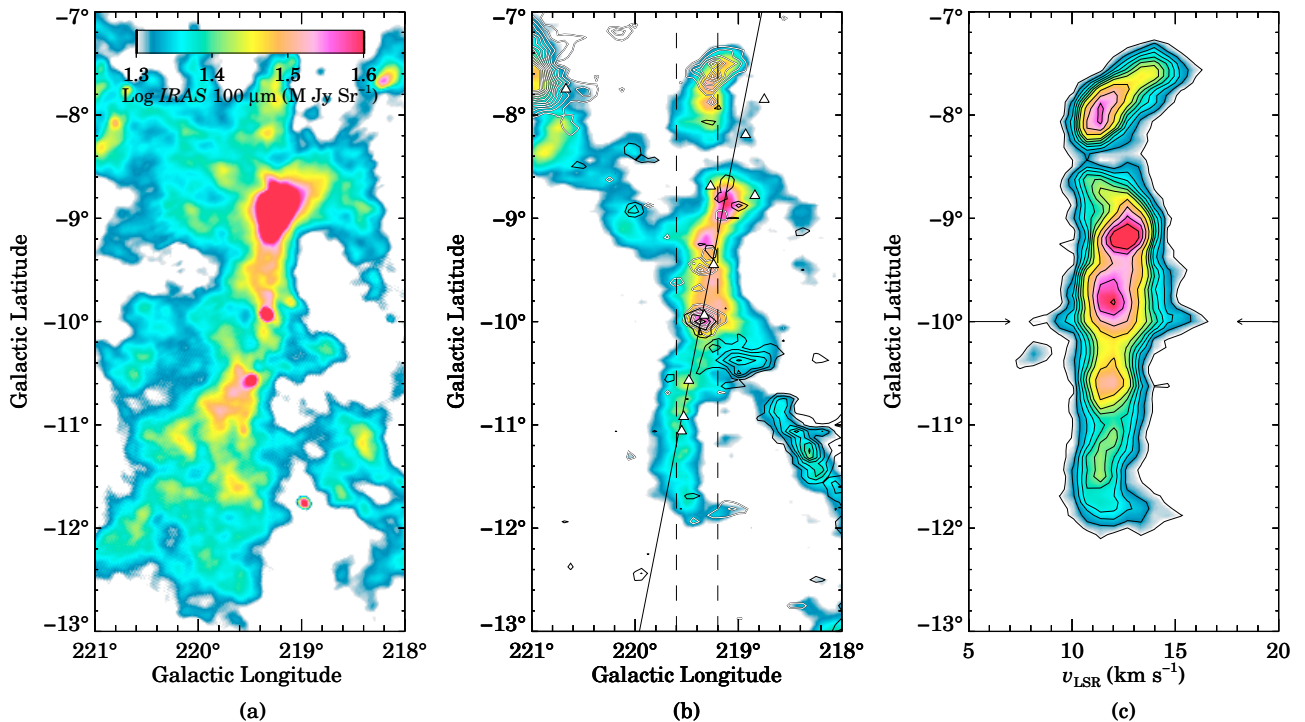 −7°
−8°
−9°
−10°
−11°
−12°
−13°
Galactic Latitude
1.3 1.4 1.5 1.6
Log IRAS 100 μm (M Jy Sr⁻¹)
221° 220° 219° 218°
Galactic Longitude
(a)
−7°
−8°
−9°
−10°
−11°
−12°
−13°
Galactic Latitude
221° 220° 219° 218°
Galactic Longitude
(b)
−7°
−8°
−9°
−10°
−11°
−12°
−13°
Galactic Latitude
5 10 15 20
v_LSR (km s⁻¹)
(c)